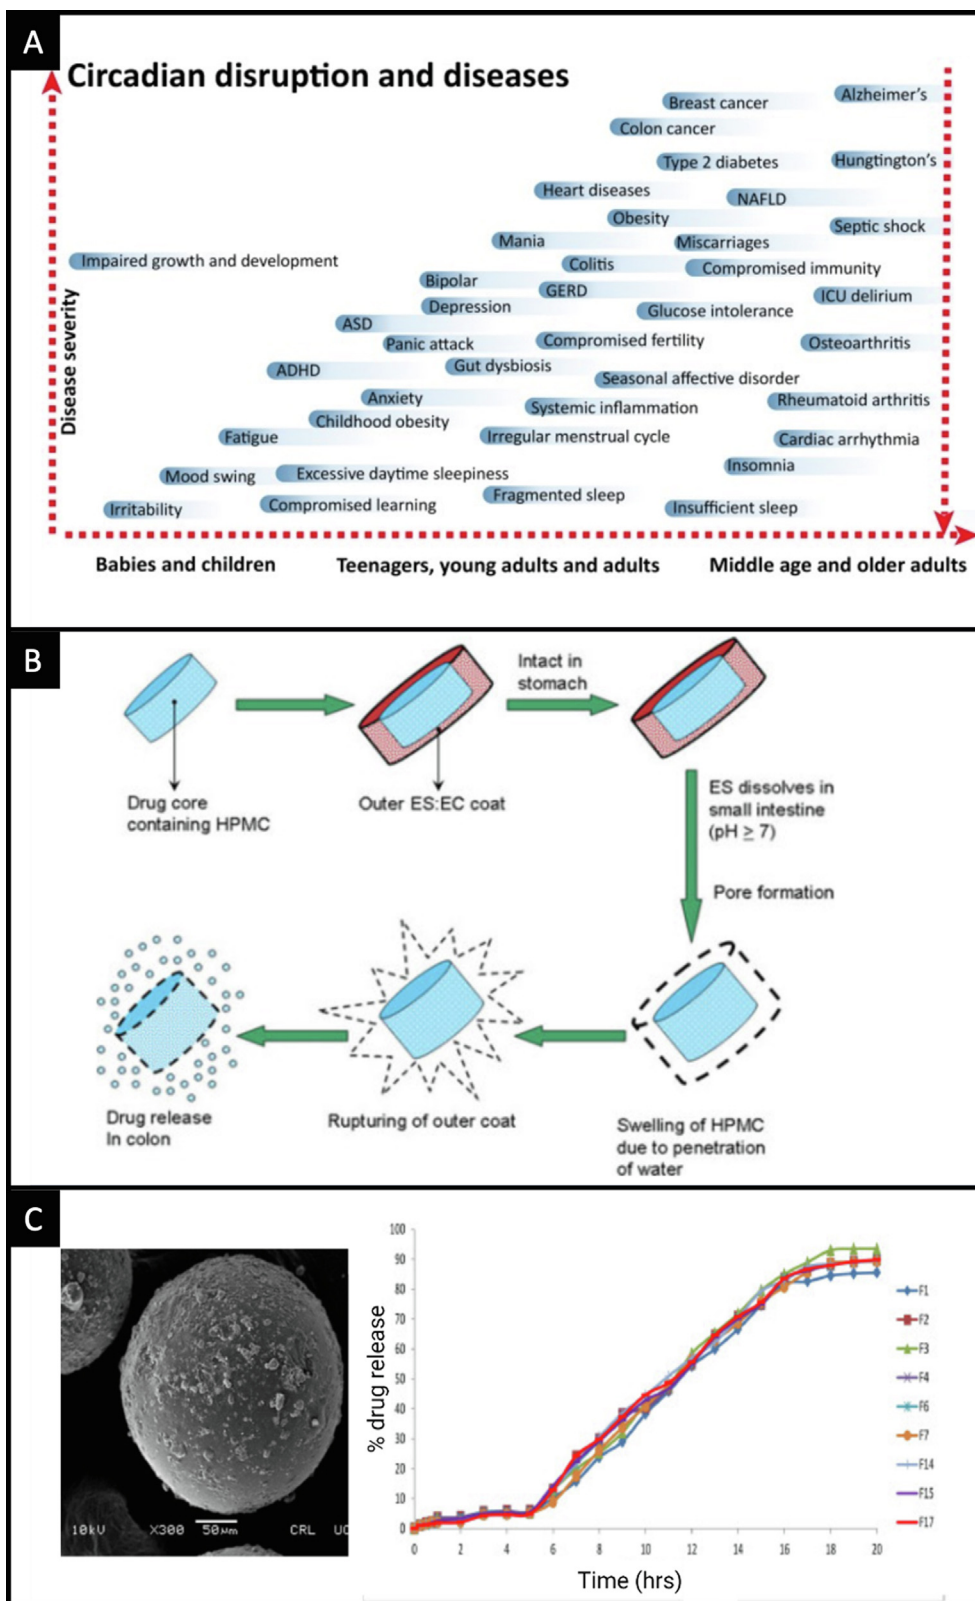 A
Circadian disruption and diseases
Disease severity
Breast cancer
Alzheimer's
Colon cancer
Type 2 diabetes
Hungtington's
Heart diseases
NAFLD
Obesity
Septic shock
Mania
Miscarriages
Impaired growth and development
Colitis
Compromised immunity
Bipolar
GERD
ICU delirium
Depression
Glucose intolerance
ASD
Panic attack
Compromised fertility
Osteoarthritis
ADHD
Gut dysbiosis
Seasonal affective disorder
Anxiety
Systemic inflammation
Rheumatoid arthritis
Childhood obesity
Fatigue
Irregular menstrual cycle
Cardiac arrhythmia
Mood swing
Excessive daytime sleepiness
Insomnia
Irritability
Compromised learning
Fragmented sleep
Insufficient sleep
Babies and children
Teenagers, young adults and adults
Middle age and older adults
B
Drug core
containing HPMC
Outer ES:EC coat
Intact in
stomach
ES dissolves in
small intestine
(pH ≥ 7)
Pore formation
Swelling of HPMC
due to penetration
of water
Rupturing of outer coat
Drug release
In colon
C
10kV X300 50µm CRL UO
% drug release
100
90
80
70
60
50
40
30
20
10
0
0 2 4 6 8 10 12 14 16 18 20
Time (hrs)
F1
F2
F3
F4
F6
F7
F14
F15
F17